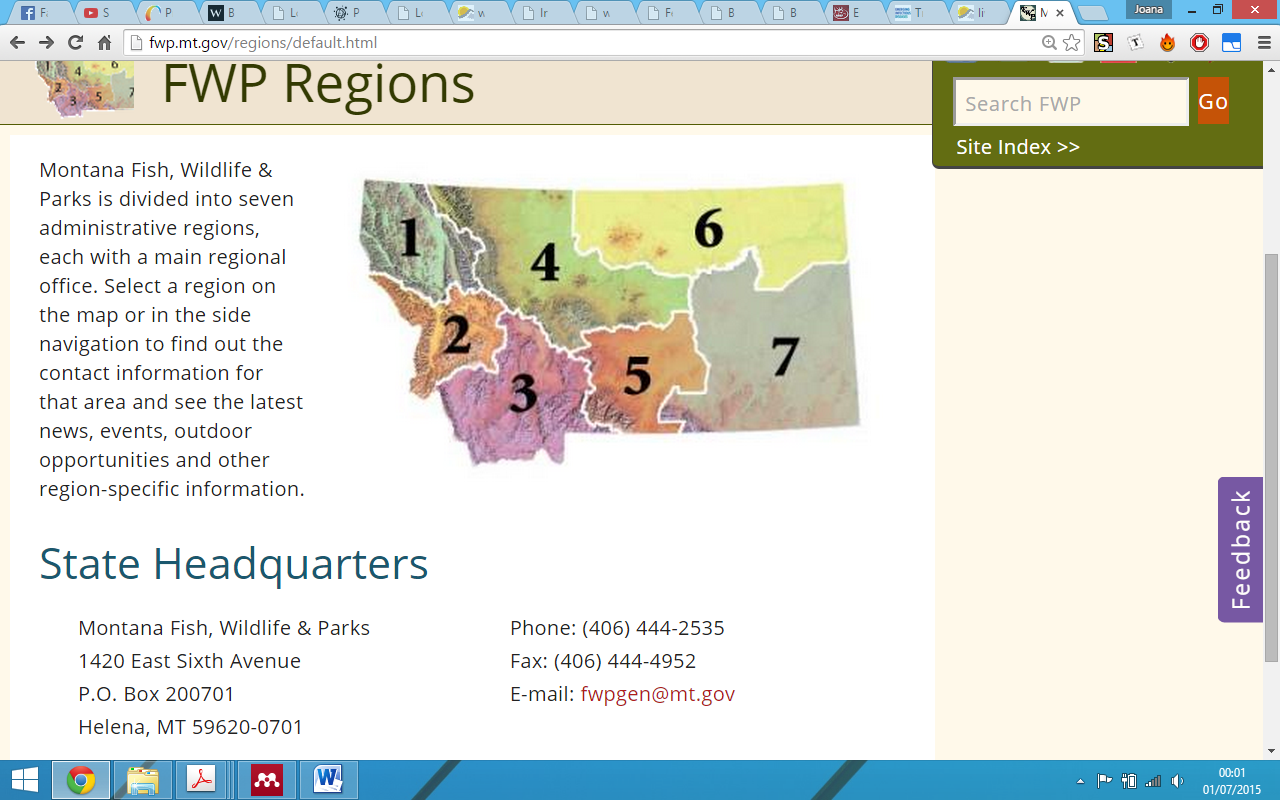 F
S
P
B
L
P
L
w
Ir
w
F
B
B
E
T
li
M
Joana
fwp.mt.gov/regions/default.html
FWP Regions
Search FWP
Go
Site Index >>
Montana Fish, Wildlife &
Parks is divided into seven
administrative regions,
each with a main regional
office. Select a region on
the map or in the side
navigation to find out the
contact information for
that area and see the latest
news, events, outdoor
opportunities and other
region-specific information.
1
4
6
2
3
5
7
Feedback
State Headquarters
Montana Fish, Wildlife & Parks
1420 East Sixth Avenue
P.O. Box 200701
Helena, MT 59620-0701
Phone: (406) 444-2535
Fax: (406) 444-4952
E-mail: fwpgen@mt.gov
00:01
01/07/2015